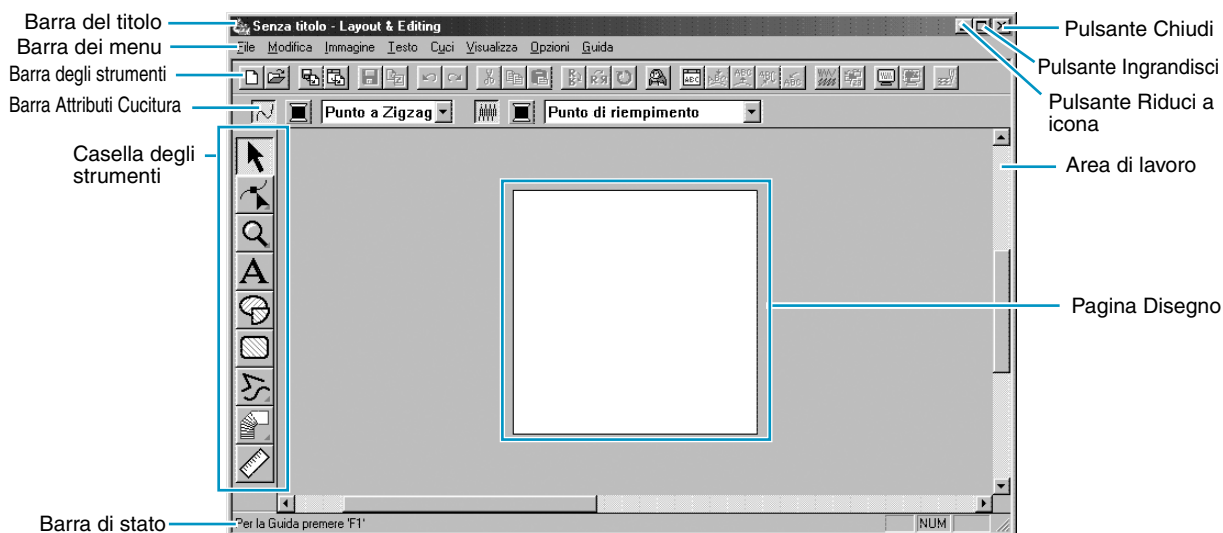 Barra del titolo
Barra dei menu
Barra degli strumenti
Barra Attributi Cucitura
Casella degli
strumenti
Barra di stato
Senza titolo - Layout & Editing
File Modifica Immagine Testo Cuci Visualizza Opzioni Guida
Punto a Zigzag
Punto di riempimento
Per la Guida premere 'F1'
NUM
Pulsante Chiudi
Pulsante Ingrandisci
Pulsante Riduci a
icona
Area di lavoro
Pagina Disegno